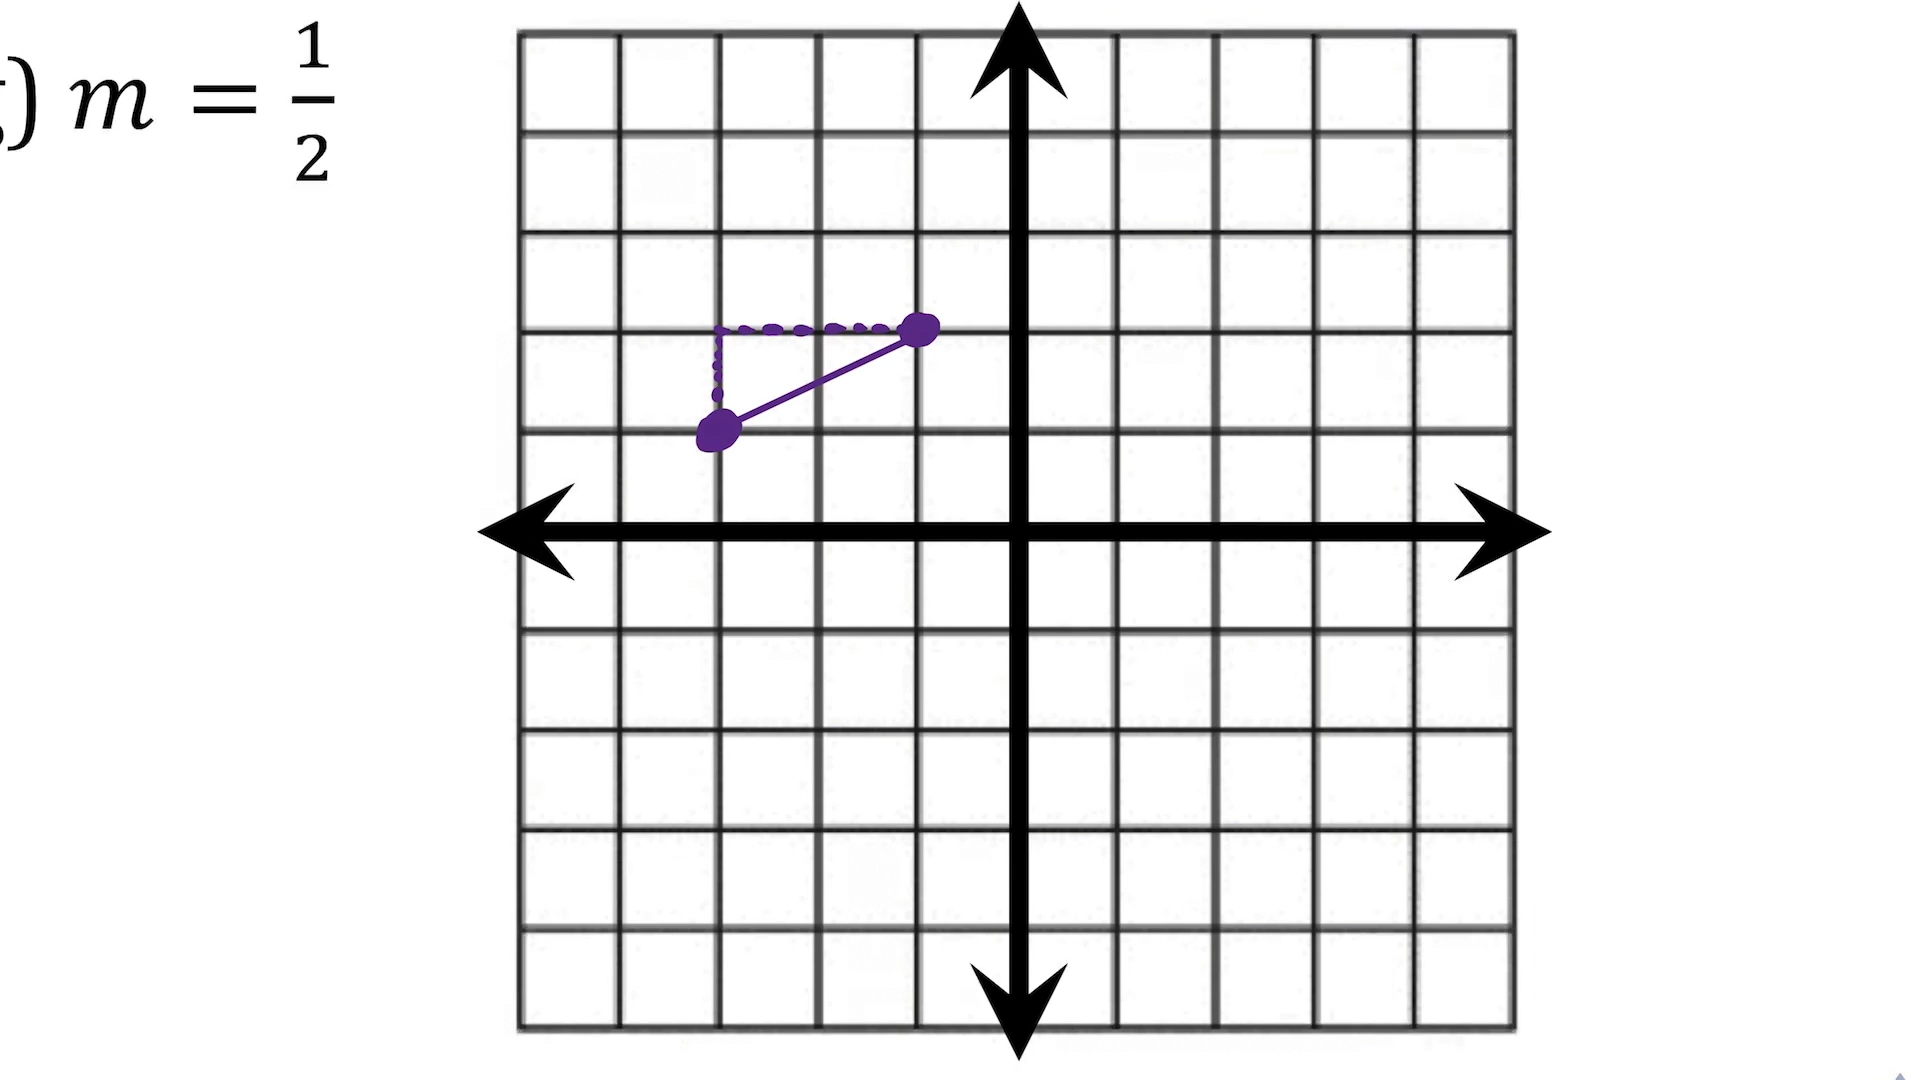 ) m = 1/2